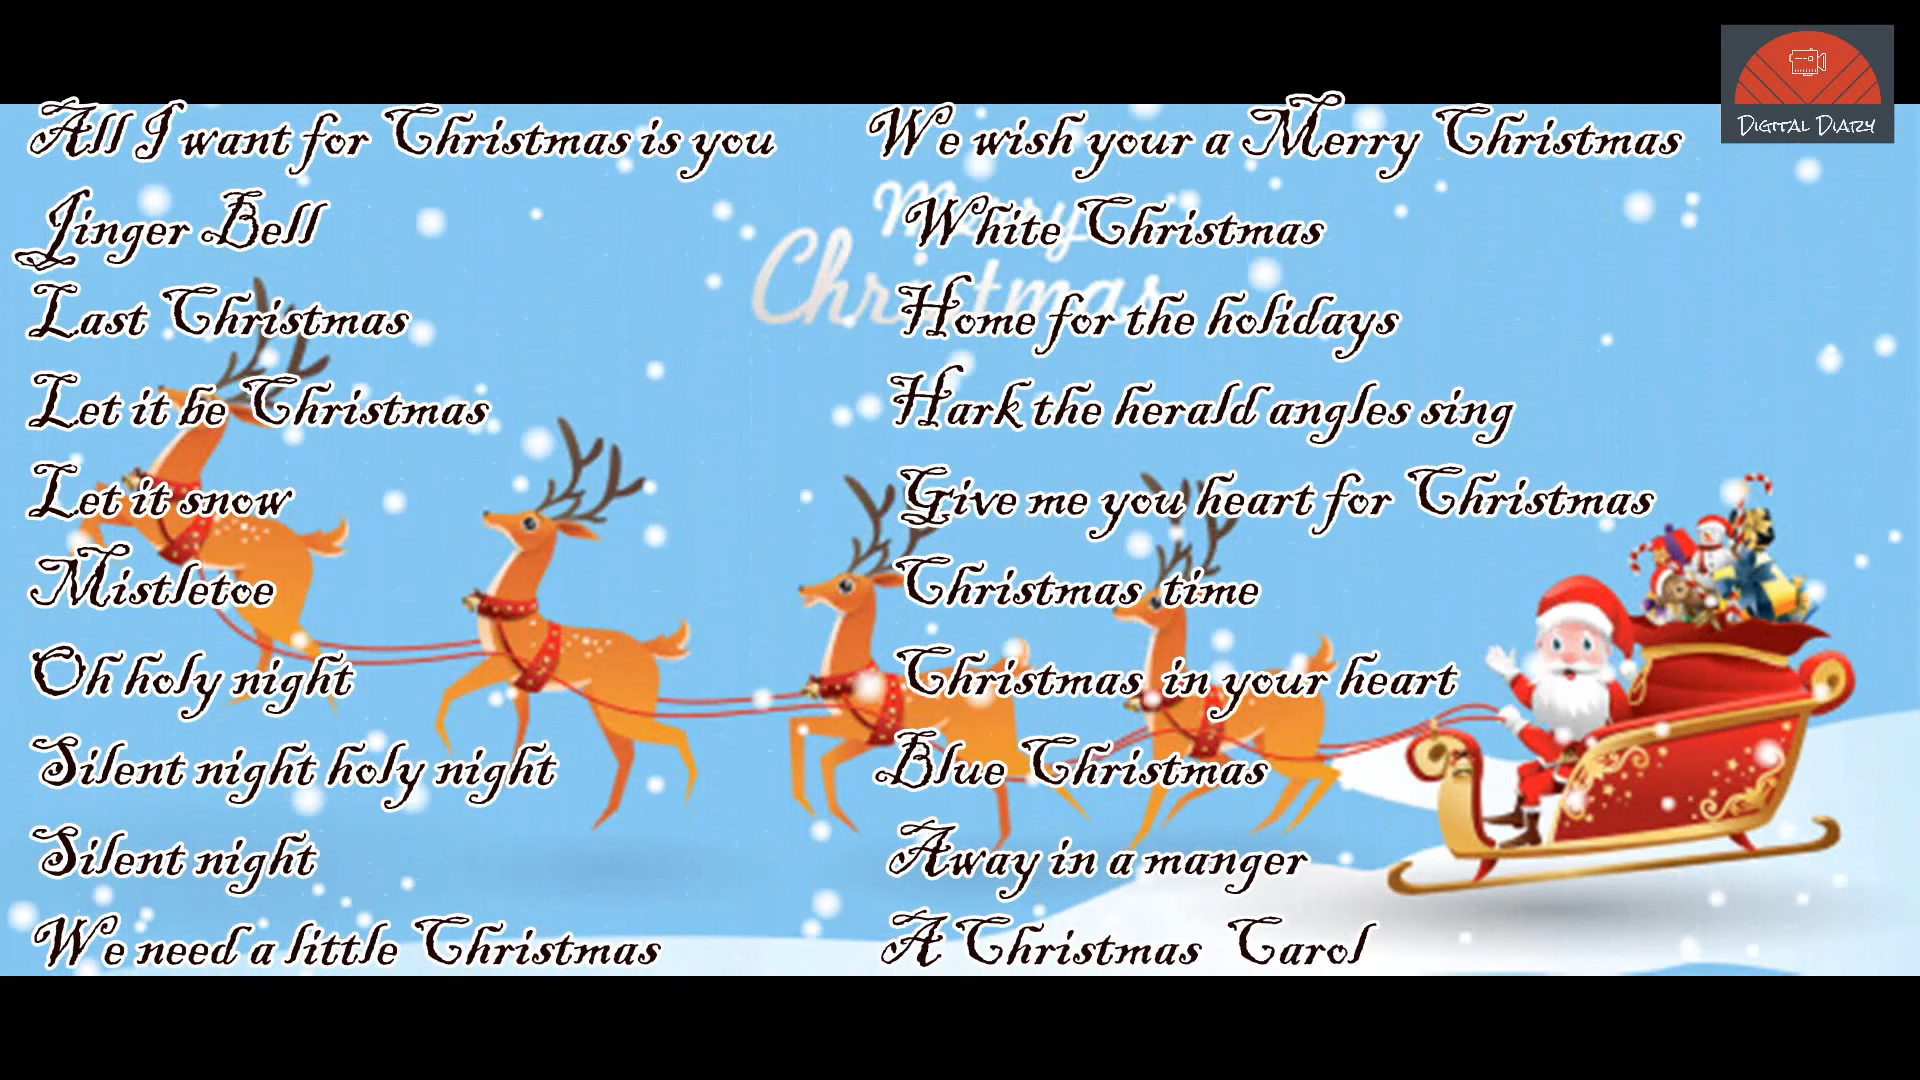 All I want for Christmas is you
Jinger Bell
Last Christmas
Let it be Christmas
Let it snow
Mistletoe
Oh holy night
Silent night holy night
Silent night
We need a little Christmas
We wish your a Merry Christmas
White Christmas
Home for the holidays
Hark the herald angles sing
Give me you heart for Christmas
Christmas time
Christmas in your heart
Blue Christmas
Away in a manger
A Christmas Carol
Merry
Christmas
DIGITAL DIARY